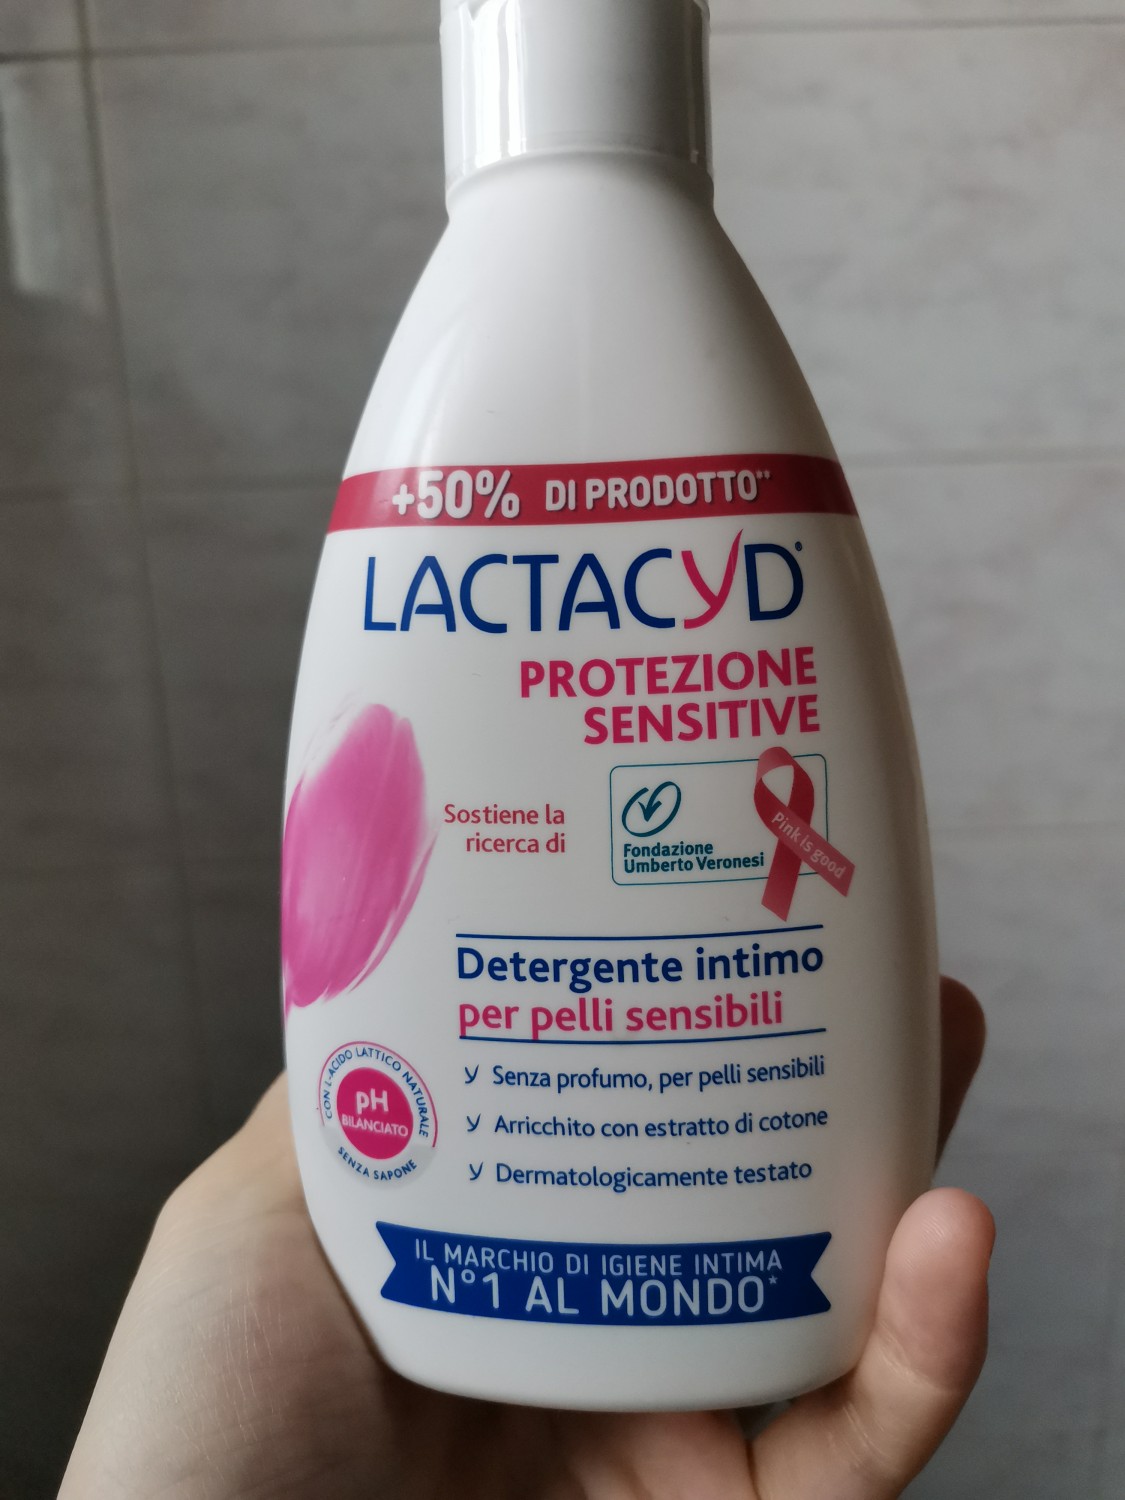 +50% DI PRODOTTO**
LACTACYD®
PROTEZIONE
SENSITIVE
Sostiene la
ricerca di
Fondazione
Umberto Veronesi
Pink is good
Detergente intimo
per pelli sensibili
Senza profumo, per pelli sensibili
Arricchito con estratto di cotone
Dermatologicamente testato
CON L-ACIDO LATTICO NATURALE
pH
BILANCIATO
SENZA SAPONE
IL MARCHIO DI IGIENE INTIMA
N°1 AL MONDO*